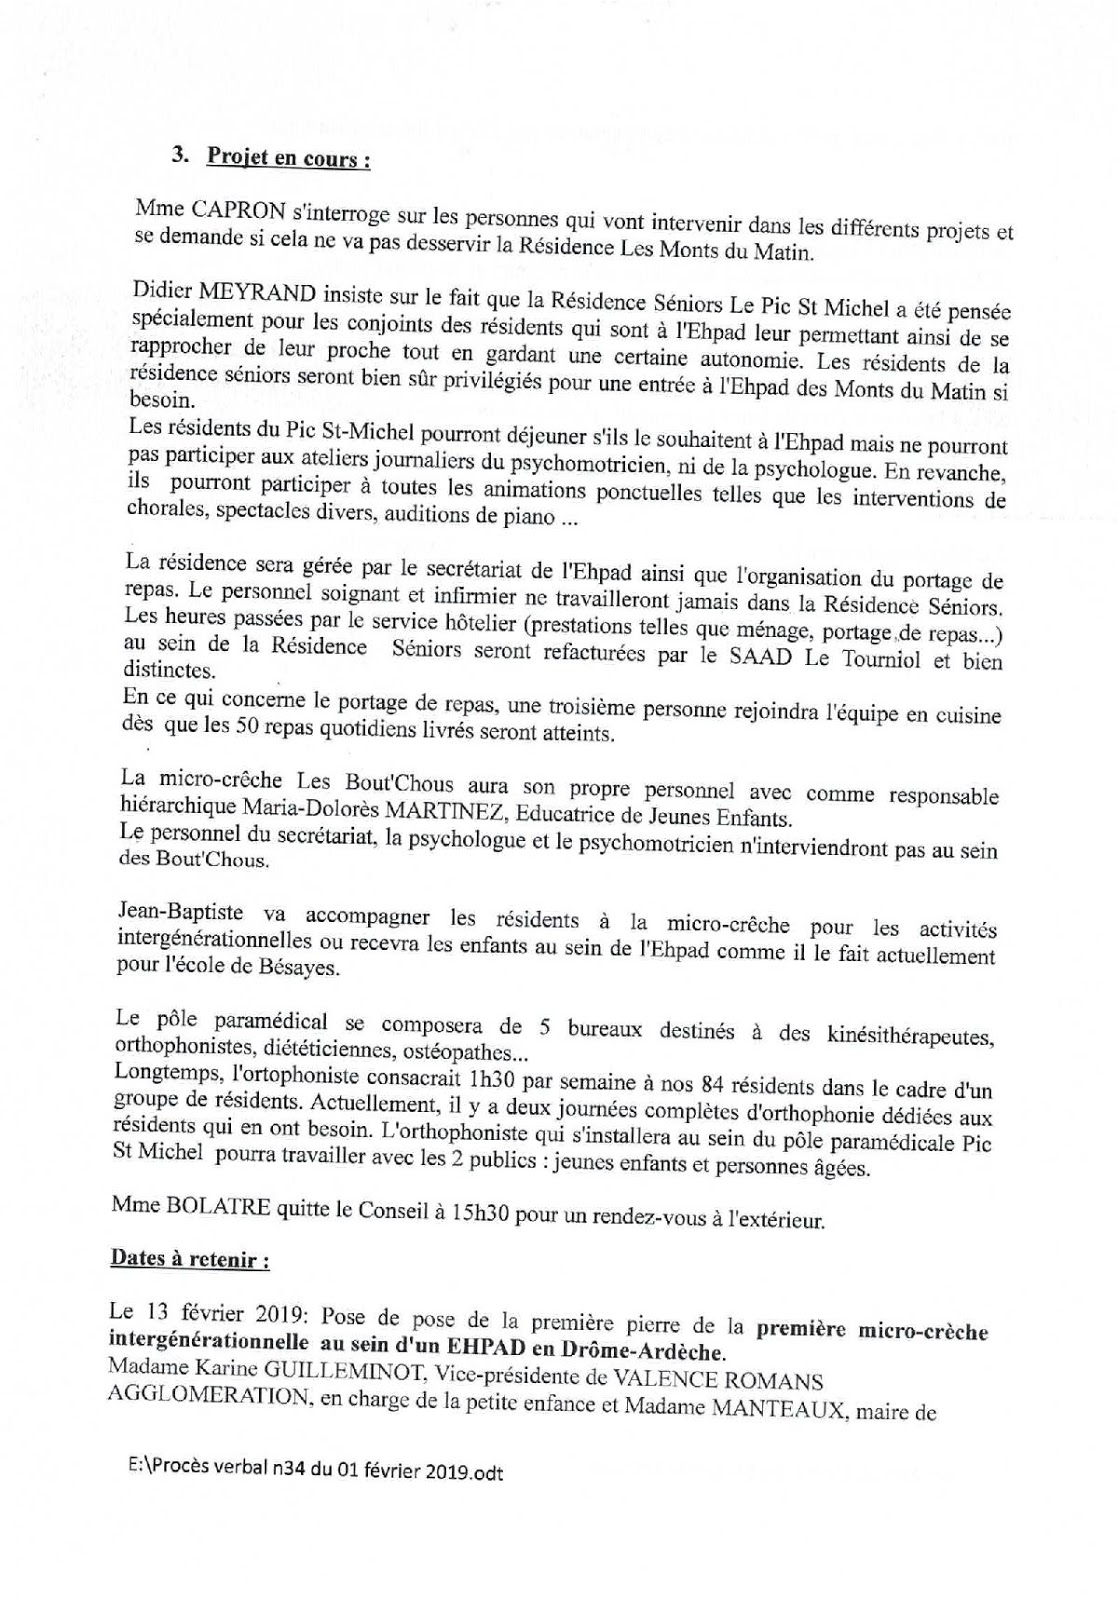 3. Projet en cours :
Mme CAPRON s'interroge sur les personnes qui vont intervenir dans les différents projets et
se demande si cela ne va pas desservir la Résidence Les Monts du Matin.
Didier MEYRAND insiste sur le fait que la Résidence Séniors Le Pic St Michel a été pensée
spécialement pour les conjoints des résidents qui sont à l'Ehpad leur permettant ainsi de se
rapprocher de leur proche tout en gardant une certaine autonomie. Les résidents de la
résidence séniors seront bien sûr privilégiés pour une entrée à l'Ehpad des Monts du Matin si
besoin.
Les résidents du Pic St-Michel pourront déjeuner s'ils le souhaitent à l'Ehpad mais ne pourront
pas participer aux ateliers journaliers du psychomotricien, ni de la psychologue. En revanche,
ils pourront participer à toutes les animations ponctuelles telles que les interventions de
chorales, spectacles divers, auditions de piano ...
La résidence sera gérée par le secrétariat de l'Ehpad ainsi que l'organisation du portage de
repas. Le personnel soignant et infirmier ne travailleront jamais dans la Résidence Séniors.
Les heures passées par le service hôtelier (prestations telles que ménage, portage de repas...)
au sein de la Résidence Séniors seront refacturées par le SAAD Le Tourniol et bien
distinctes.
En ce qui concerne le portage de repas, une troisième personne rejoindra l'équipe en cuisine
dès que les 50 repas quotidiens livrés seront atteints.
La micro-crêche Les Bout'Chous aura son propre personnel avec comme responsable
hiérarchique Maria-Dolorès MARTINEZ, Educatrice de Jeunes Enfants.
Le personnel du secrétariat, la psychologue et le psychomotricien n'interviendront pas au sein
des Bout'Chous.
Jean-Baptiste va accompagner les résidents à la micro-crêche pour les activités
intergénérationnelles ou recevra les enfants au sein de l'Ehpad comme il le fait actuellement
pour l'école de Bésayes.
Le pôle paramédical se composera de 5 bureaux destinés à des kinésithérapeutes,
orthophonistes, diététiciennes, ostéopathes...
Longtemps, l'ortophoniste consacrait 1h30 par semaine à nos 84 résidents dans le cadre d'un
groupe de résidents. Actuellement, il y a deux journées complètes d'orthophonie dédiées aux
résidents qui en ont besoin. L'orthophoniste qui s'installera au sein du pôle paramédicale Pic
St Michel pourra travailler avec les 2 publics : jeunes enfants et personnes âgées.
Mme BOLATRE quitte le Conseil à 15h30 pour un rendez-vous à l'extérieur.
Dates à retenir :
Le 13 février 2019: Pose de pose de la première pierre de la première micro-crèche
intergénérationnelle au sein d'un EHPAD en Drôme-Ardèche.
Madame Karine GUILLEMINOT, Vice-présidente de VALENCE ROMANS
AGGLOMERATION, en charge de la petite enfance et Madame MANTEAUX, maire de
E:\Procès verbal n34 du 01 février 2019.odt